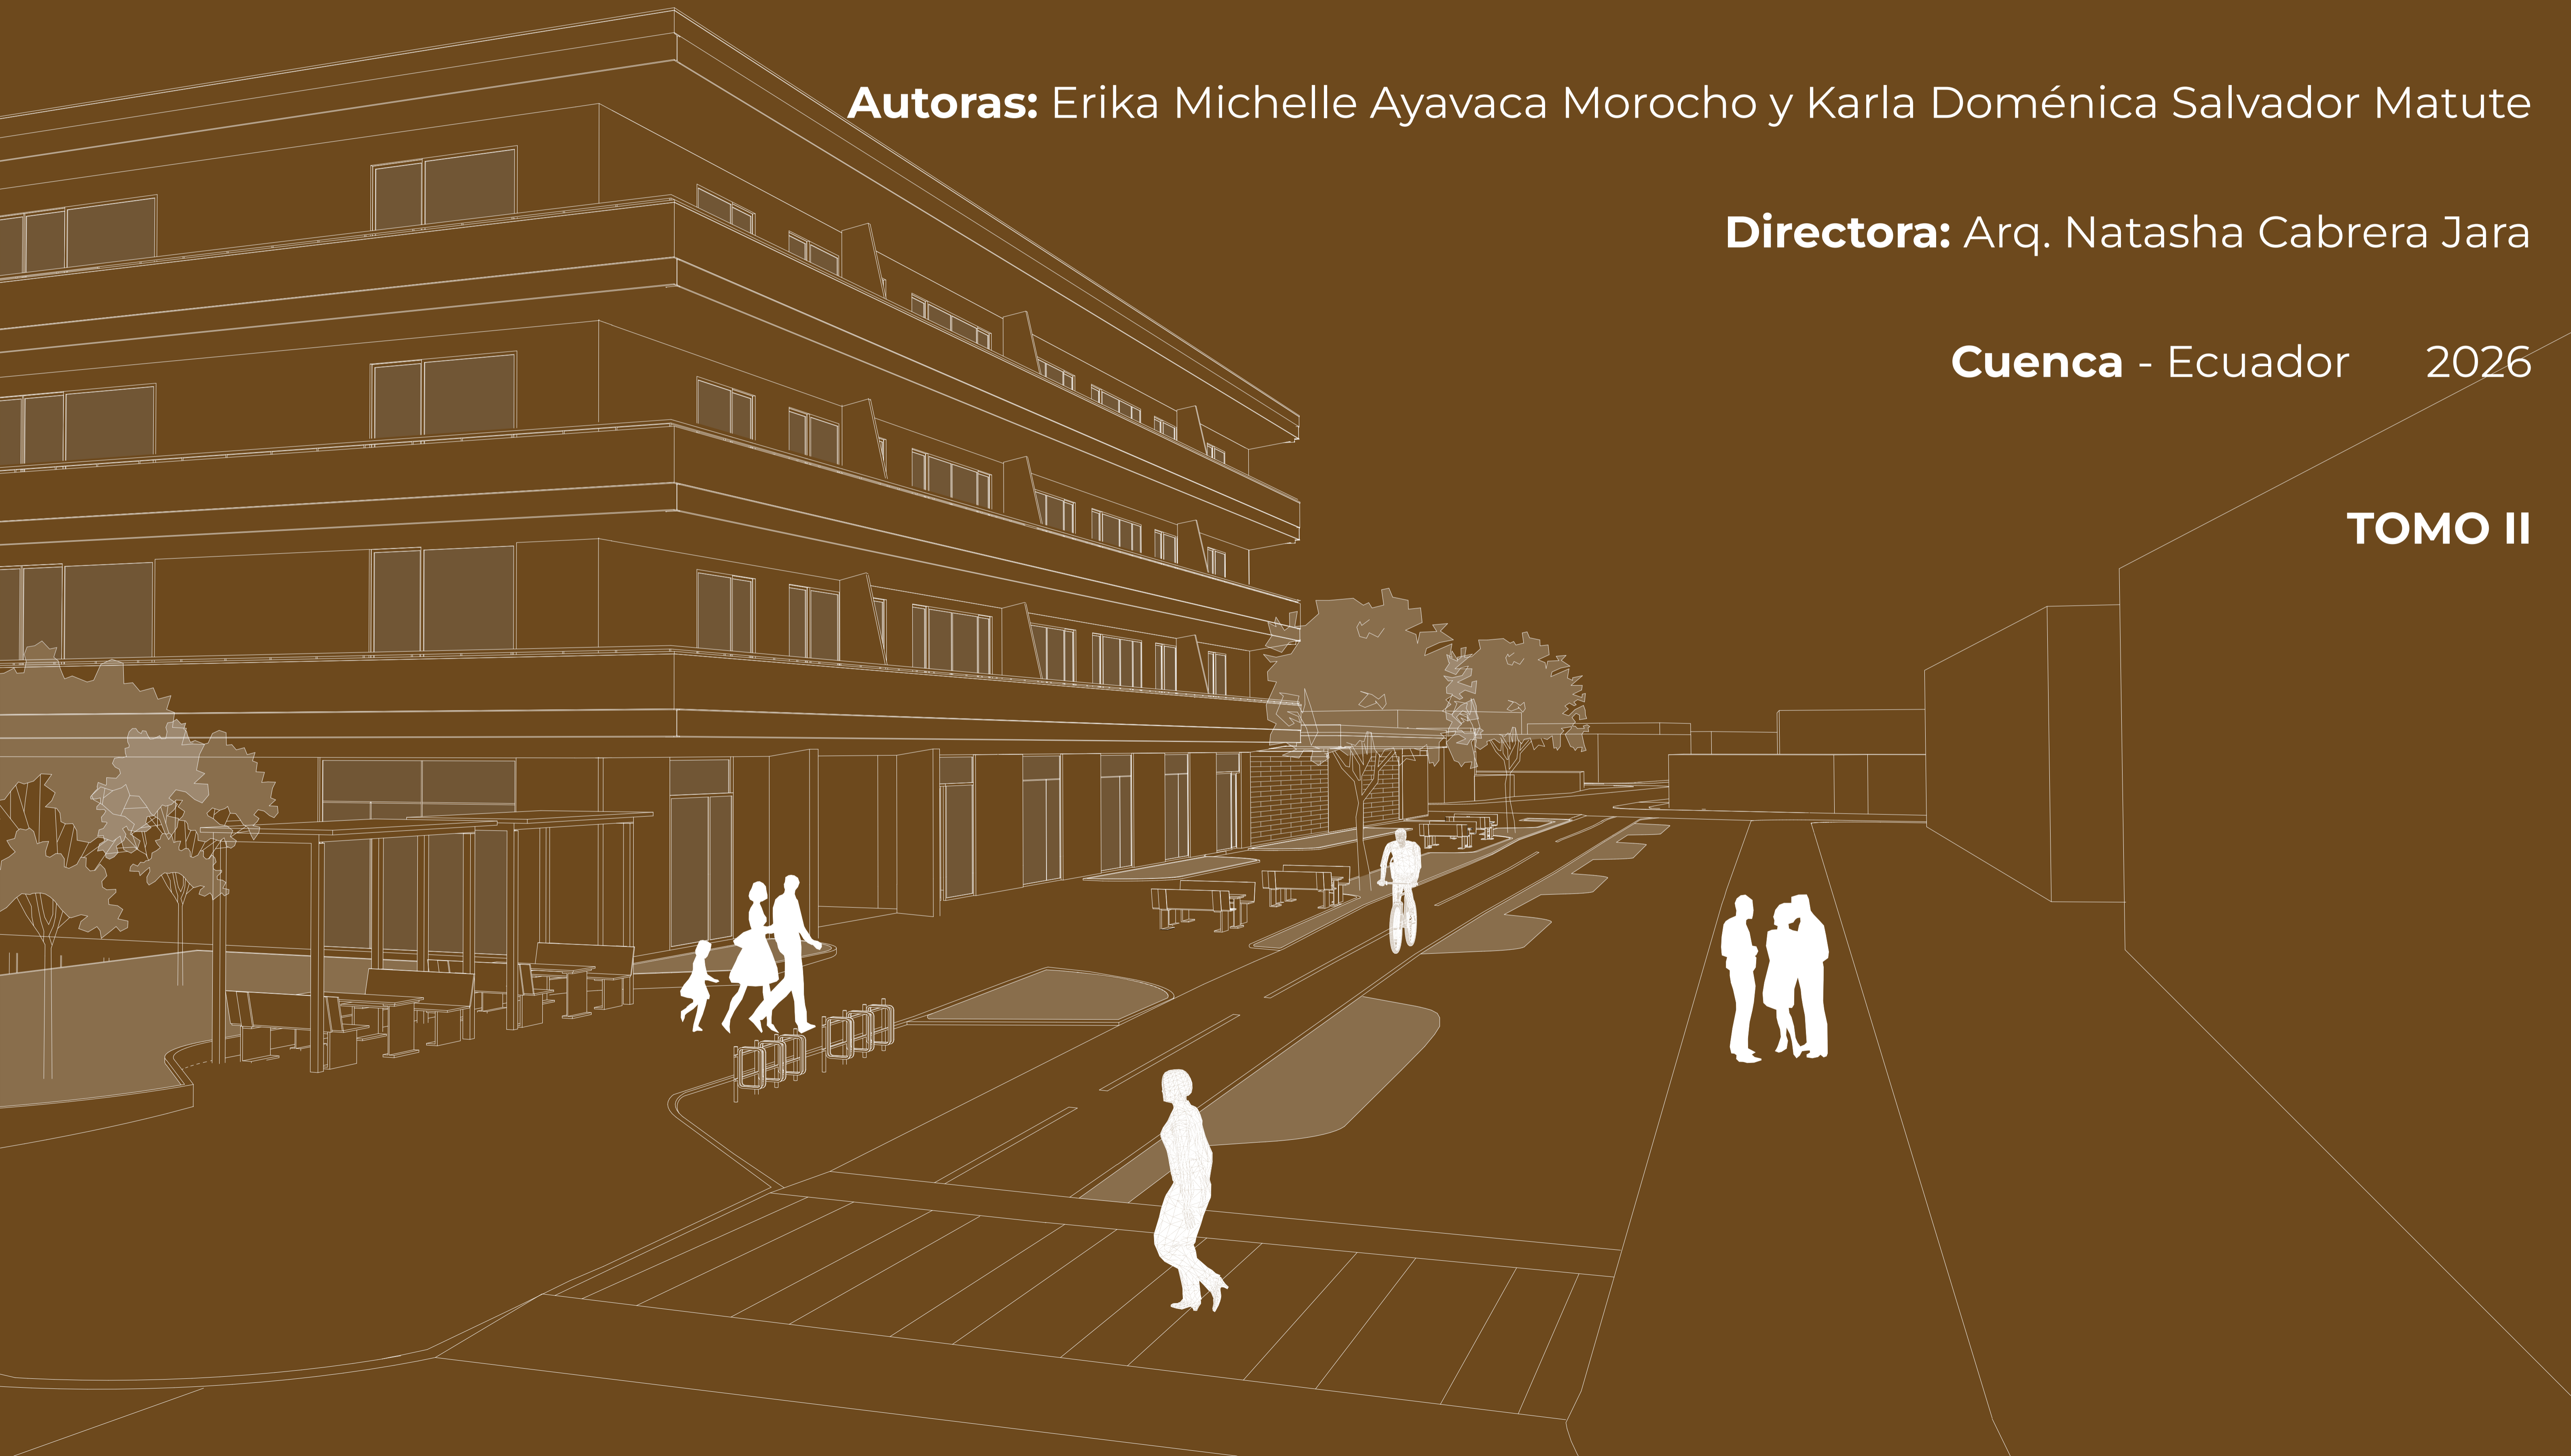 Autoras: Erika Michelle Ayavaca Morocho y Karla Doménica Salvador Matute
Directora: Arq. Natasha Cabrera Jara
Cuenca - Ecuador 2026
TOMO II